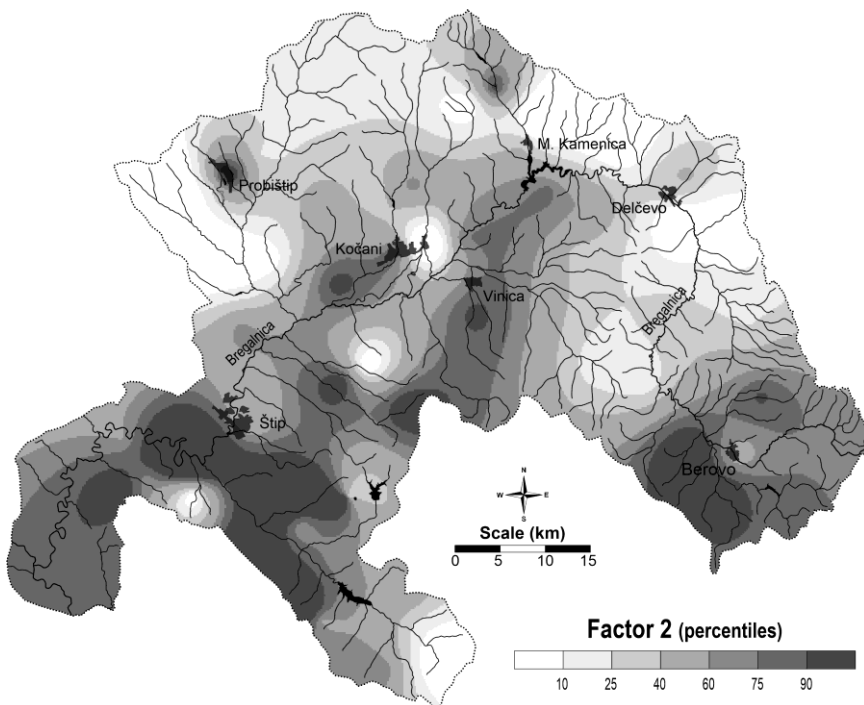 M. Kamenica
Probištip
Delčevo
Kočani
Vinica
Bregalnica
Bregalnica
Štip
Berovo
N
W E
S
Scale (km)
0 5 10 15
Factor 2 (percentiles)
10 25 40 60 75 90